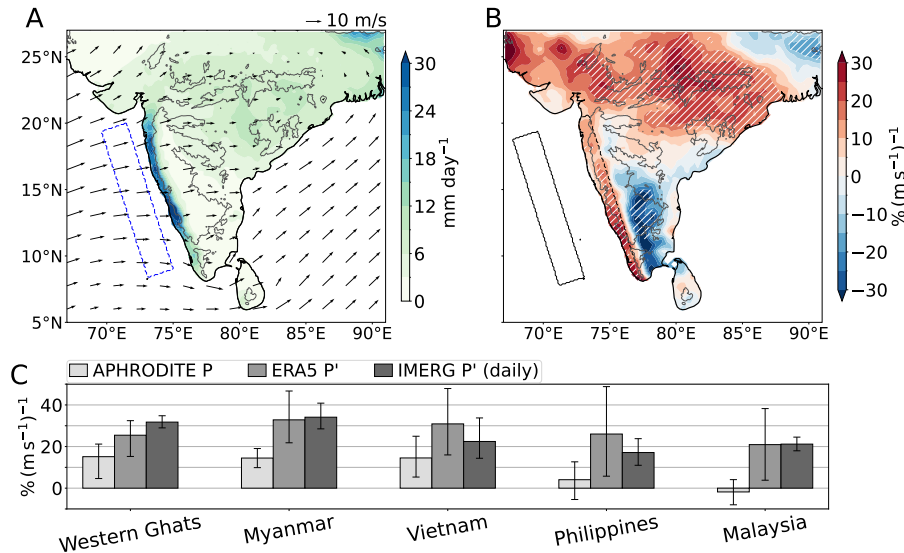 A
10 m/s
B
25°N
20°N
15°N
10°N
5°N
70°E 75°E 80°E 85°E 90°E
30
24
18
12
6
0
mm day−1
70°E 75°E 80°E 85°E 90°E
30
20
10
0
−10
−20
−30
% (m s−1)−1
C
APHRODITE P ERA5 P' IMERG P' (daily)
40
20
0
% (m s−1)−1
Western Ghats Myanmar Vietnam Philippines Malaysia